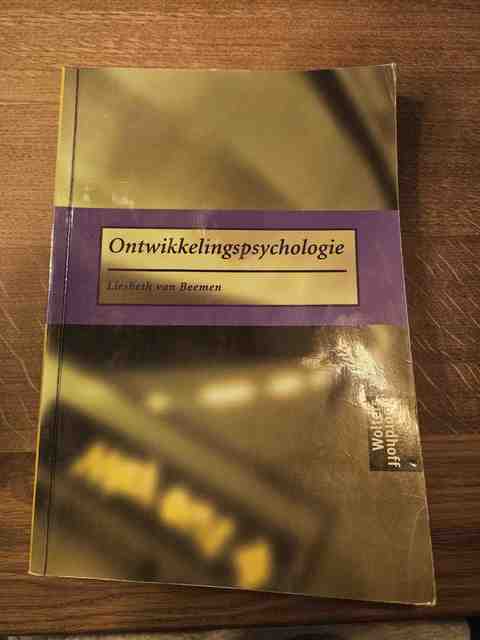 Ontwikkelingspsychologie
Liesbeth van Beemen
Wolters-
Noordhoff